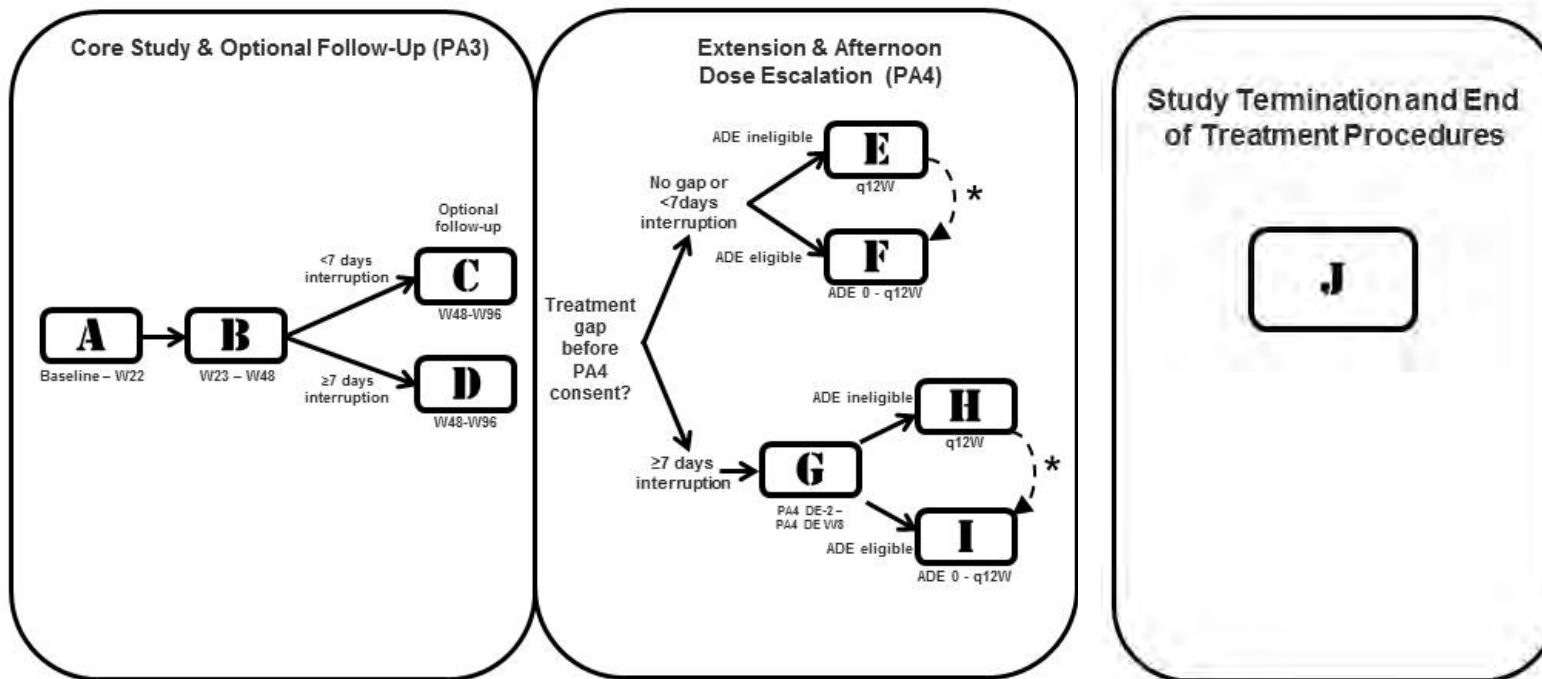 Core Study & Optional Follow-Up (PA3)
Optional
follow-up
<7 days
interruption
C
W48-W96
A
Baseline – W22
B
W23 – W48
≥7 days
interruption
D
W48-W96
Extension & Afternoon
Dose Escalation (PA4)
Treatment
gap
before
PA4
consent?
No gap or
<7days
interruption
ADE ineligible
E
q12W
*
ADE eligible
F
ADE 0 - q12W
≥7 days
interruption
G
PA4 DE-2 –
PA4 DE W8
ADE ineligible
H
q12W
*
ADE eligible
I
ADE 0 - q12W
Study Termination and End
of Treatment Procedures
J